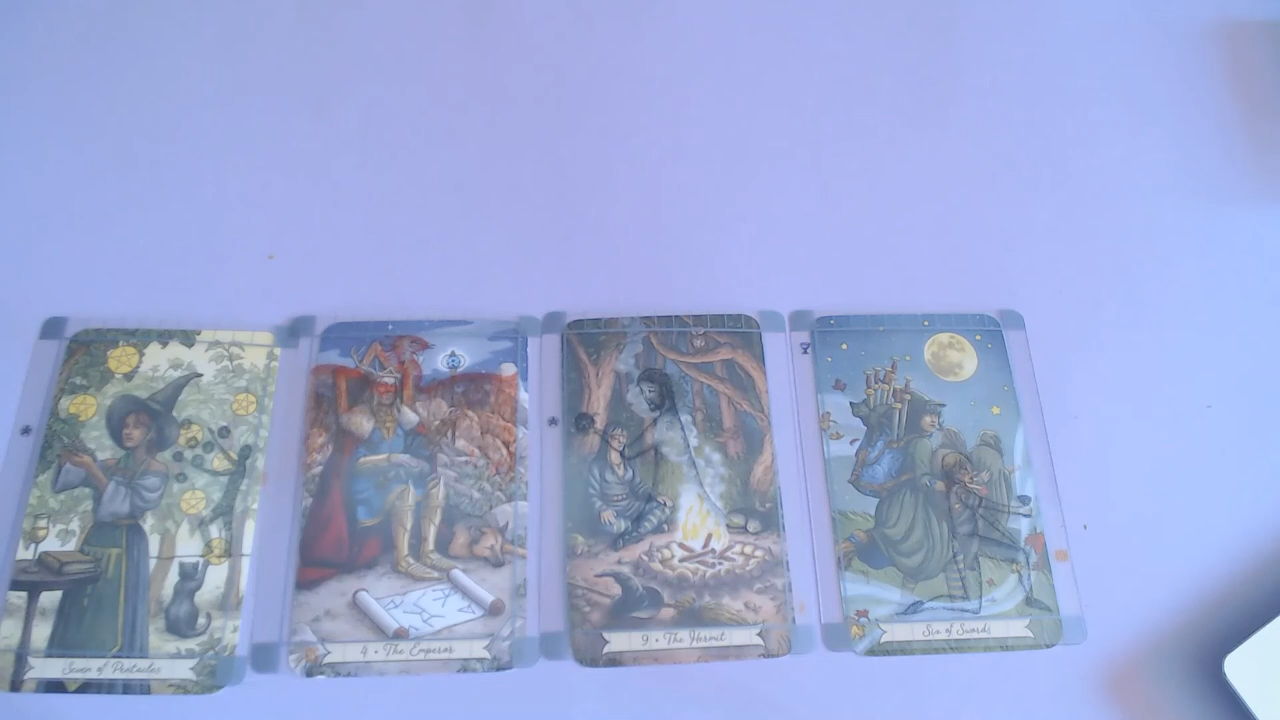 Seven of Pentacles
4 • The Emperor
9 • The Hermit
Six of Swords